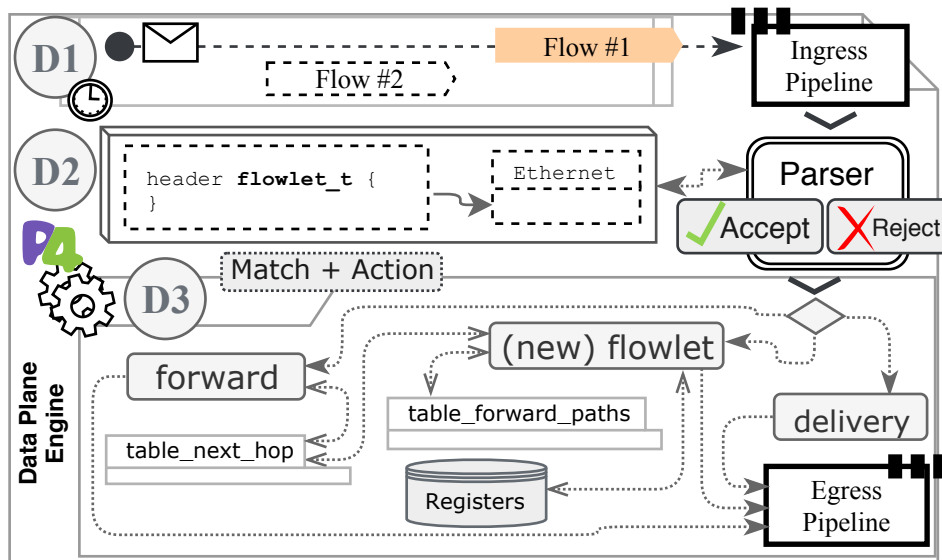 D1
Flow #1
Flow #2
Ingress
Pipeline
D2
header flowlet_t {
}
Ethernet
Parser
Accept
Reject
P4
D3
Match + Action
(new) flowlet
forward
table_forward_paths
delivery
table_next_hop
Registers
Egress
Pipeline
Data Plane
Engine